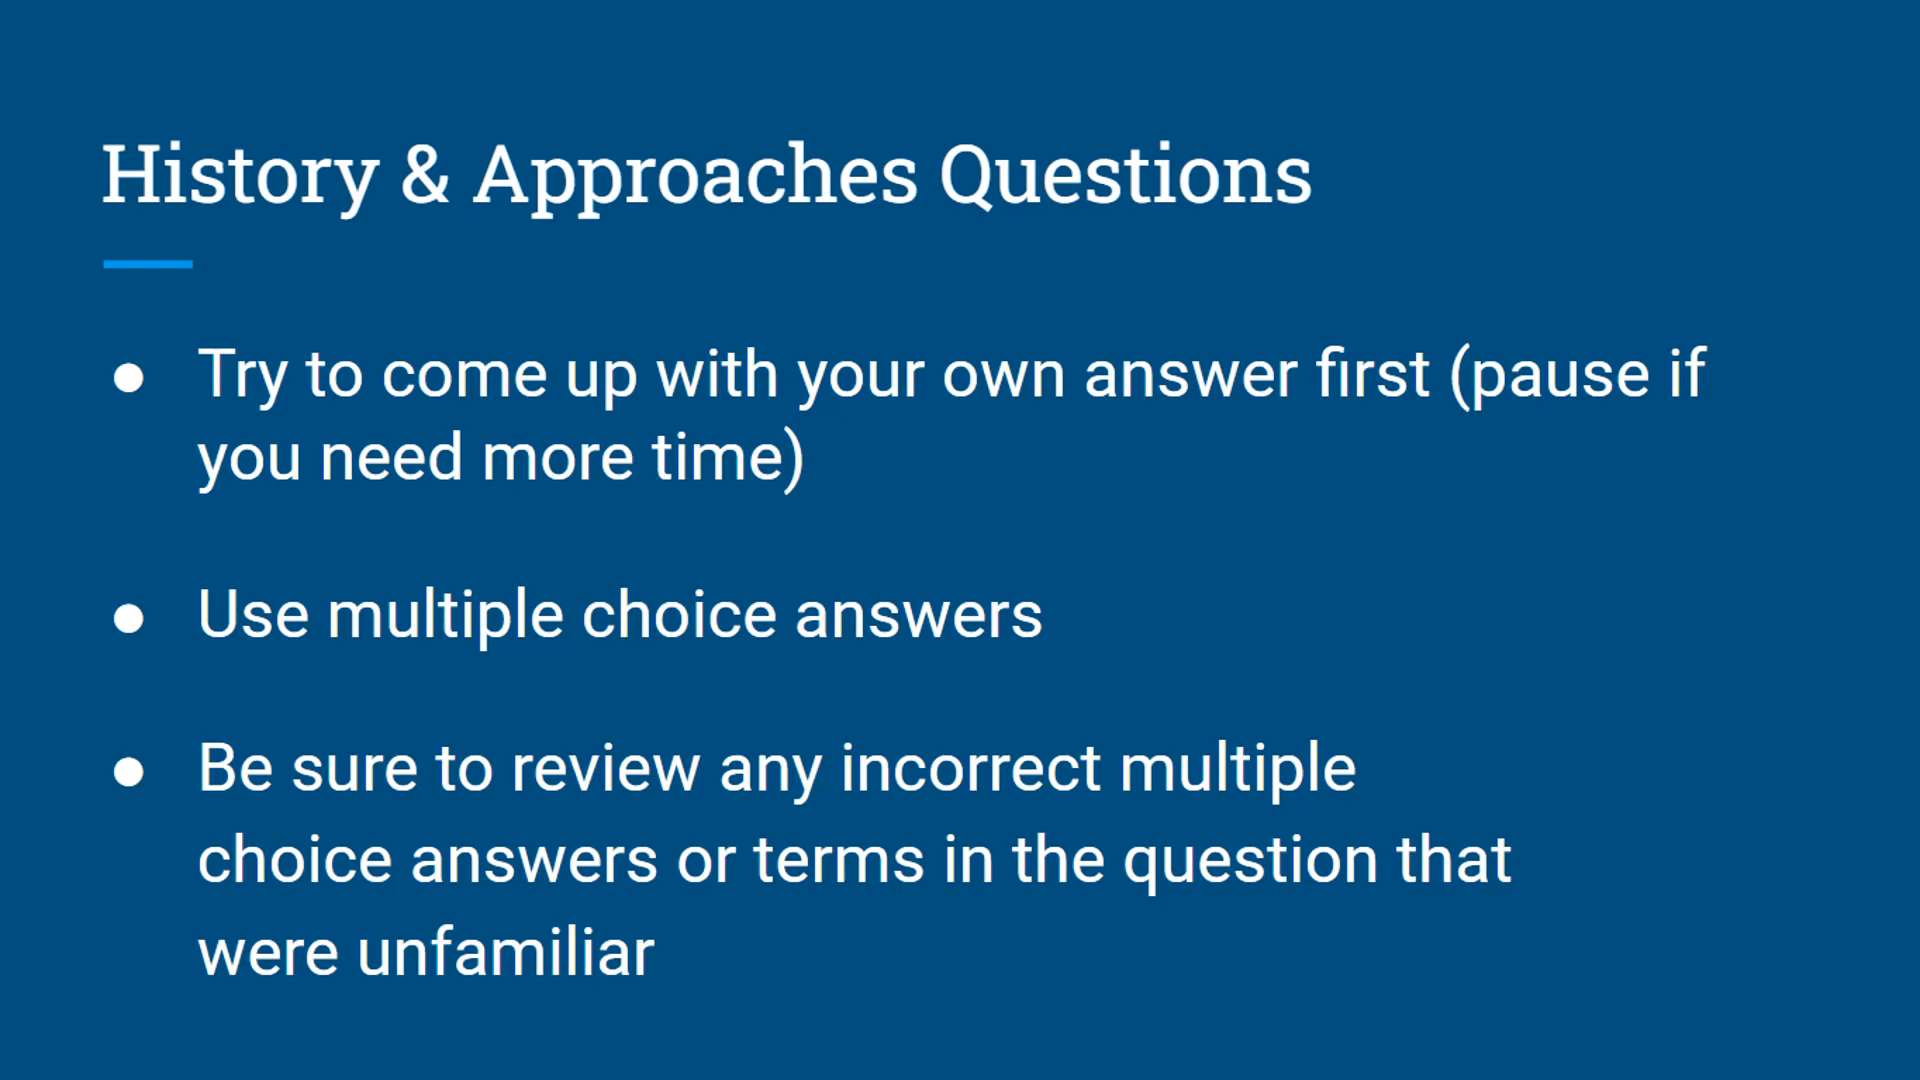 History & Approaches Questions
● Try to come up with your own answer first (pause if
you need more time)
● Use multiple choice answers
● Be sure to review any incorrect multiple
choice answers or terms in the question that
were unfamiliar